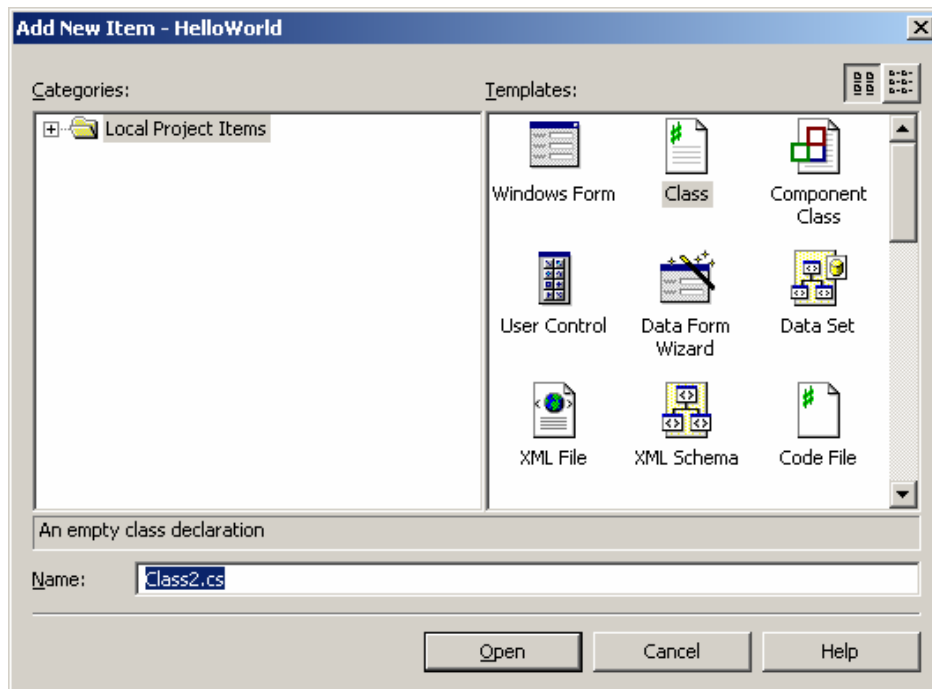 Add New Item - HelloWorld
Categories:
Templates:
Local Project Items
Windows Form
Class
Component
Class
User Control
Data Form
Wizard
Data Set
XML File
XML Schema
Code File
An empty class declaration
Name:
Class2.cs
Open
Cancel
Help